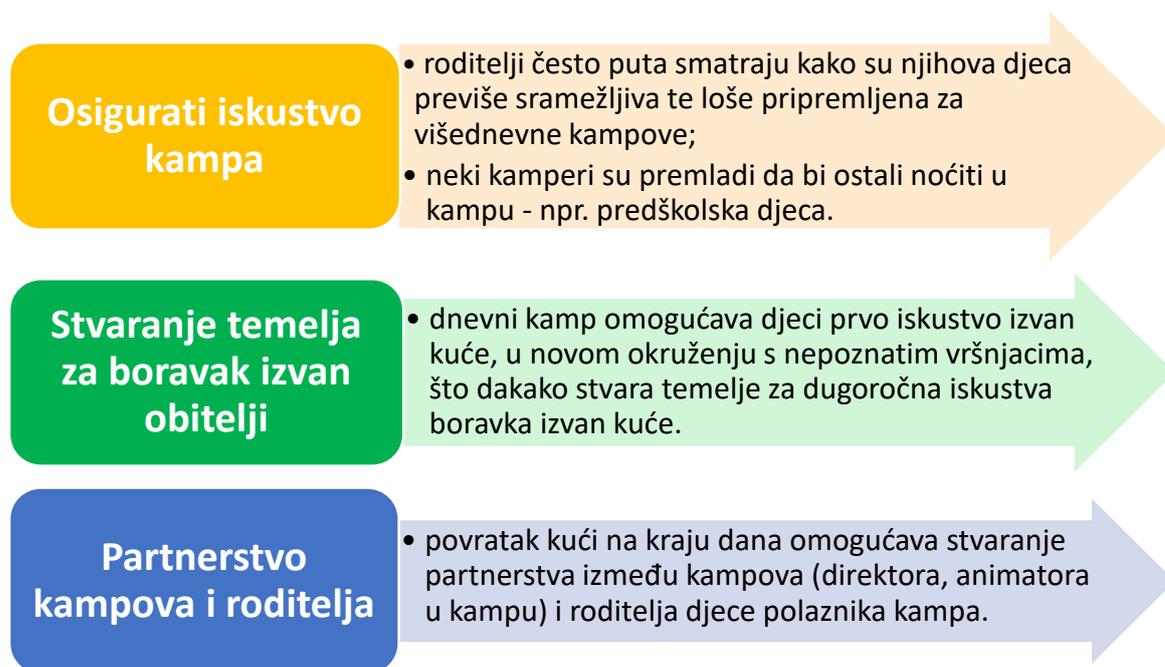 Osigurati iskustvo
kampa
• roditelji često puta smatraju kako su njihova djeca
previše sramežljiva te loše pripremljena za
višednevne kampove;
• neki kamperi su premladi da bi ostali noćiti u
kampu - npr. predškolska djeca.
Stvaranje temelja
za boravak izvan
obitelji
• dnevni kamp omogućava djeci prvo iskustvo izvan
kuće, u novom okruženju s nepoznatim vršnjacima,
što dakako stvara temelje za dugoročna iskustva
boravka izvan kuće.
Partnerstvo
kampova i roditelja
• povratak kući na kraju dana omogućava stvaranje
partnerstva između kampova (direktora, animatora
u kampu) i roditelja djece polaznika kampa.